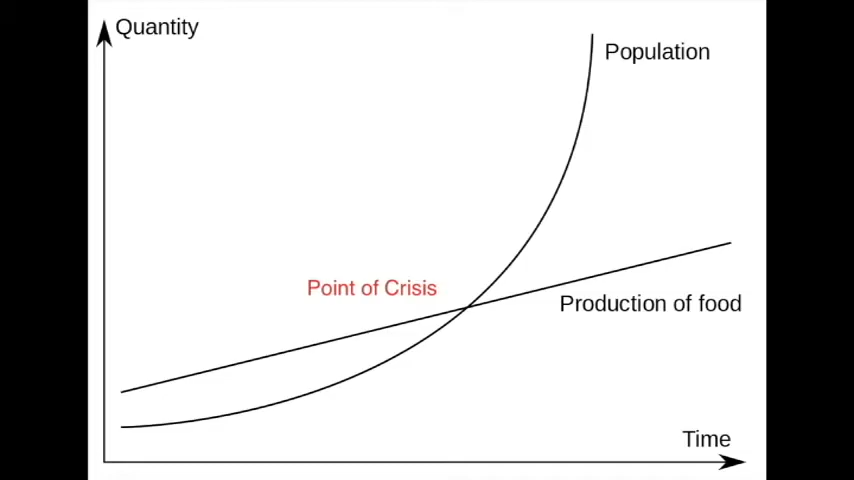 Quantity
Population
Point of Crisis
Production of food
Time